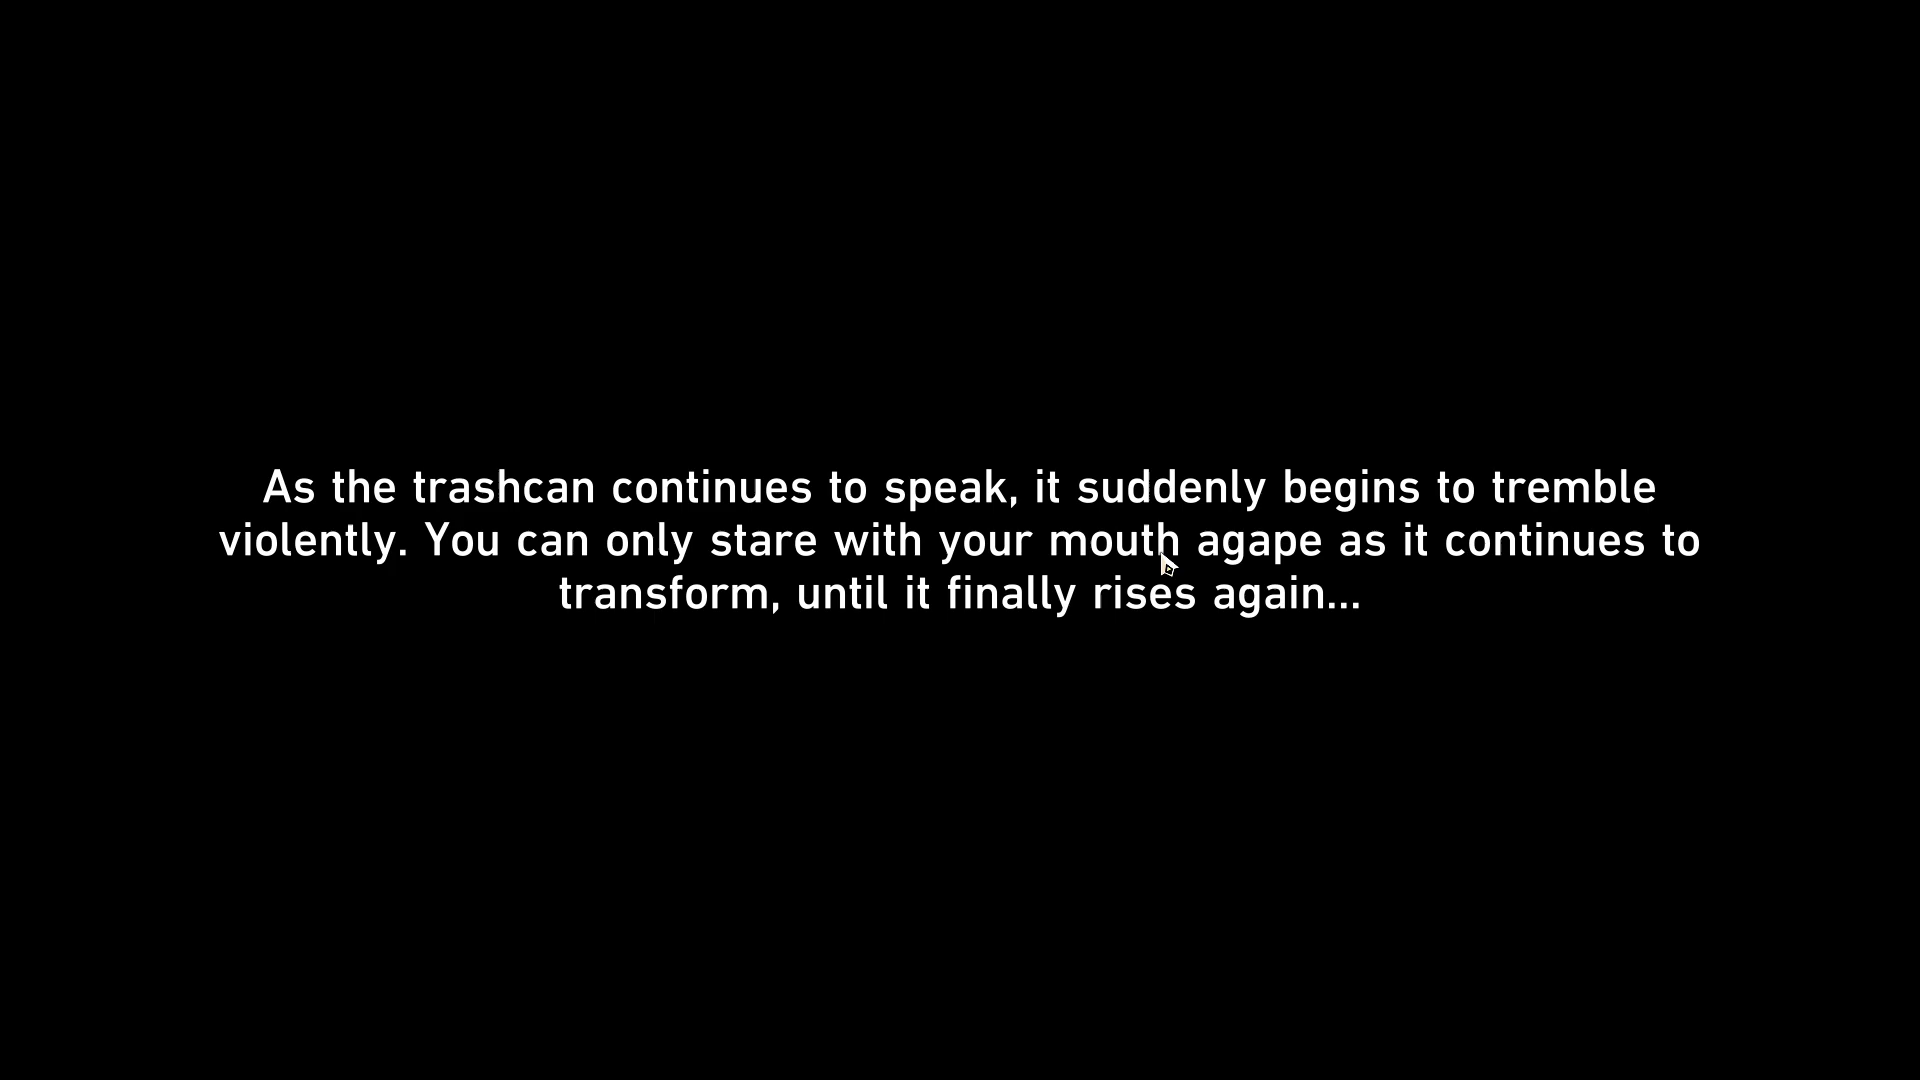 As the trashcan continues to speak, it suddenly begins to tremble
violently. You can only stare with your mouth agape as it continues to
transform, until it finally rises again...